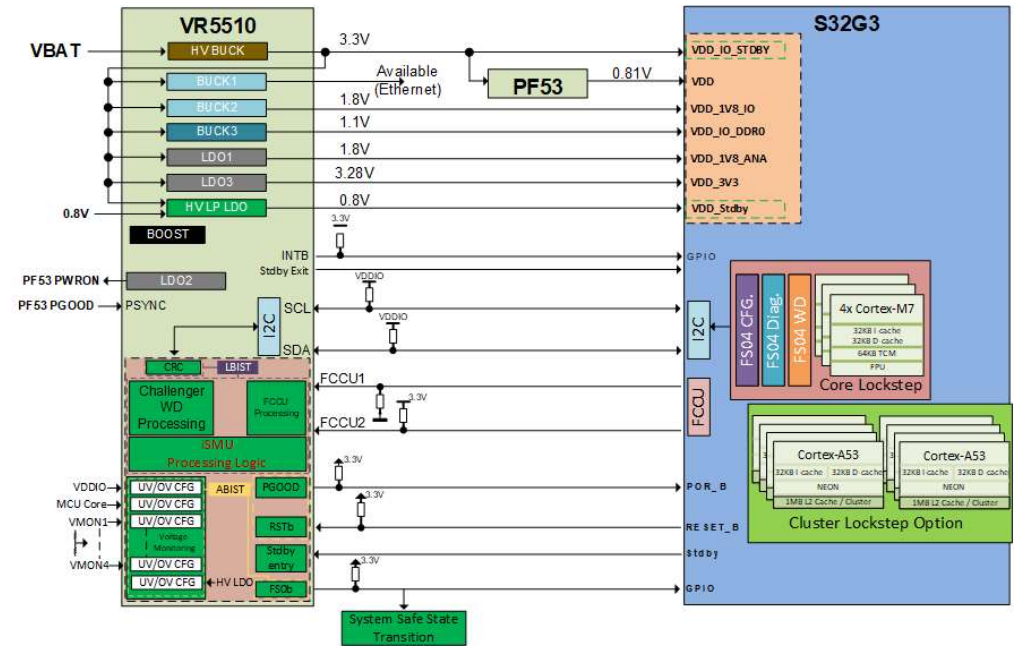 VR5510
S32G3
VBAT
HV BUCK
3.3V
VDD_IO_STDBY
BUCK1
Available
(Ethernet)
PF53
0.81V
VDD
BUCK2
1.8V
VDD_1V8_IO
BUCK3
1.1V
VDD_IO_DDR0
LDO1
1.8V
VDD_1V8_ANA
LDO3
3.28V
VDD_3V3
0.8V
HV LP LDO
0.8V
VDD_Stdby
BOOST
3.3V
INTB
GPIO
Stdby Exit
PF53 PWRON
LDO2
VDDIO
PF53 PGOOD
PSYNC
I2C
SCL
VDDIO
SDA
I2C
FS04 CFG.
FS04 Diag.
FS04 WD
4x Cortex-M7
32KB I-cache
32KB D-cache
64KB TCM
FPU
Core Lockstep
CRC
LBIST
Challenger
WD
Processing
FCCU
Processing
FCCU1
3.3V
FCCU2
FCCU
iSMU
Processing Logic
Cortex-A53
32KB I-cache
32KB D-cache
NEON
1MB L2 Cache / Cluster
Cortex-A53
32KB I-cache
32KB D-cache
NEON
1MB L2 Cache / Cluster
Cluster Lockstep Option
VDDIO
UV/OV CFG
ABIST
PGOOD
3.3V
POR_B
MCU Core
UV/OV CFG
VMON1
UV/OV CFG
RSTb
3.3V
RESET_B
Voltage
Monitoring
Stdby
entry
Stdby
VMON4
UV/OV CFG
UV/OV CFG
HV LDO
FS0b
3.3V
GPIO
System Safe State
Transition